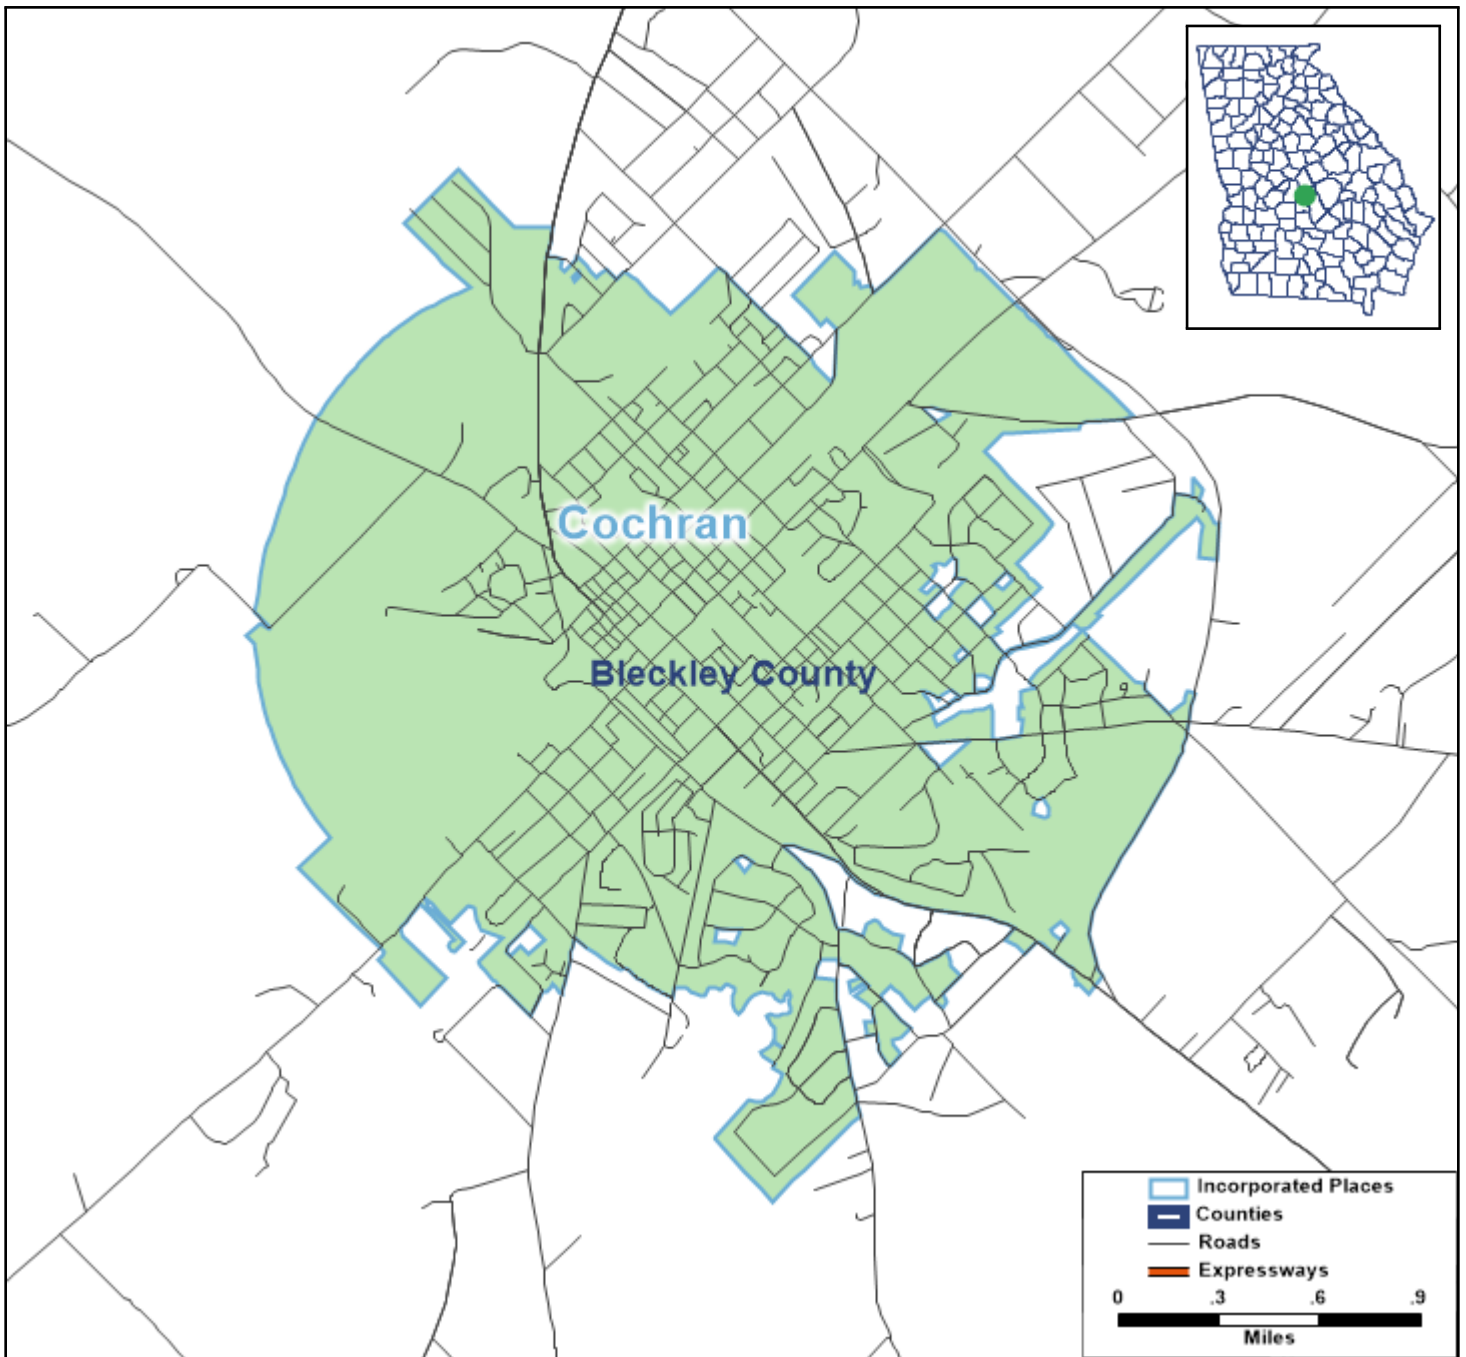 Cochran
Bleckley County
Incorporated Places
Counties
Roads
Expressways
0 .3 .6 .9
Miles